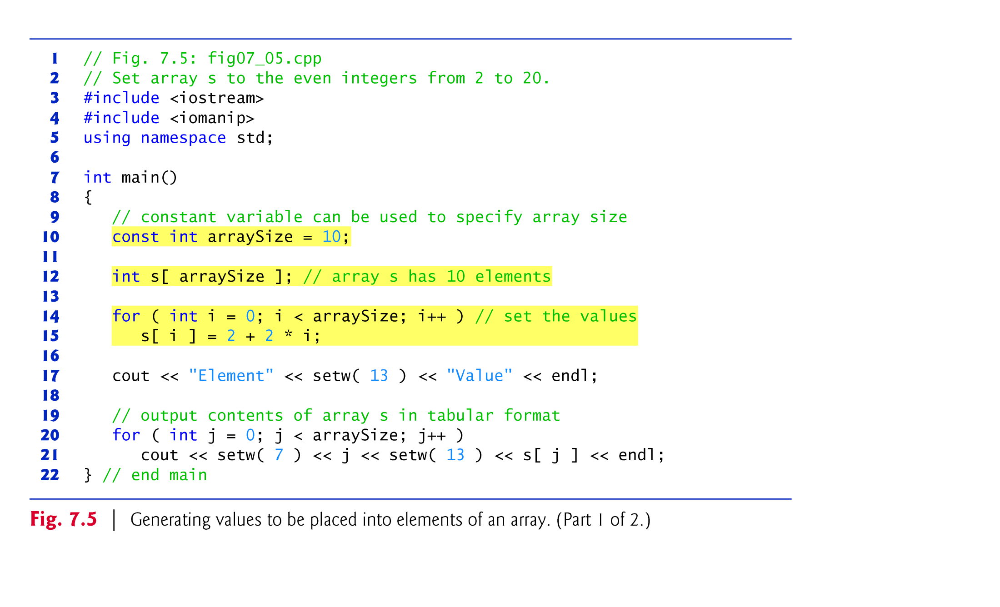 1 // Fig. 7.5: fig07_05.cpp
2 // Set array s to the even integers from 2 to 20.
3 #include <iostream>
4 #include <iomanip>
5 using namespace std;
6
7 int main()
8 {
9    // constant variable can be used to specify array size
10    const int arraySize = 10;
11
12    int s[ arraySize ]; // array s has 10 elements
13
14    for ( int i = 0; i < arraySize; i++ ) // set the values
15       s[ i ] = 2 + 2 * i;
16
17    cout << "Element" << setw( 13 ) << "Value" << endl;
18
19    // output contents of array s in tabular format
20    for ( int j = 0; j < arraySize; j++ )
21       cout << setw( 7 ) << j << setw( 13 ) << s[ j ] << endl;
22 } // end main
Fig. 7.5 | Generating values to be placed into elements of an array. (Part 1 of 2.)